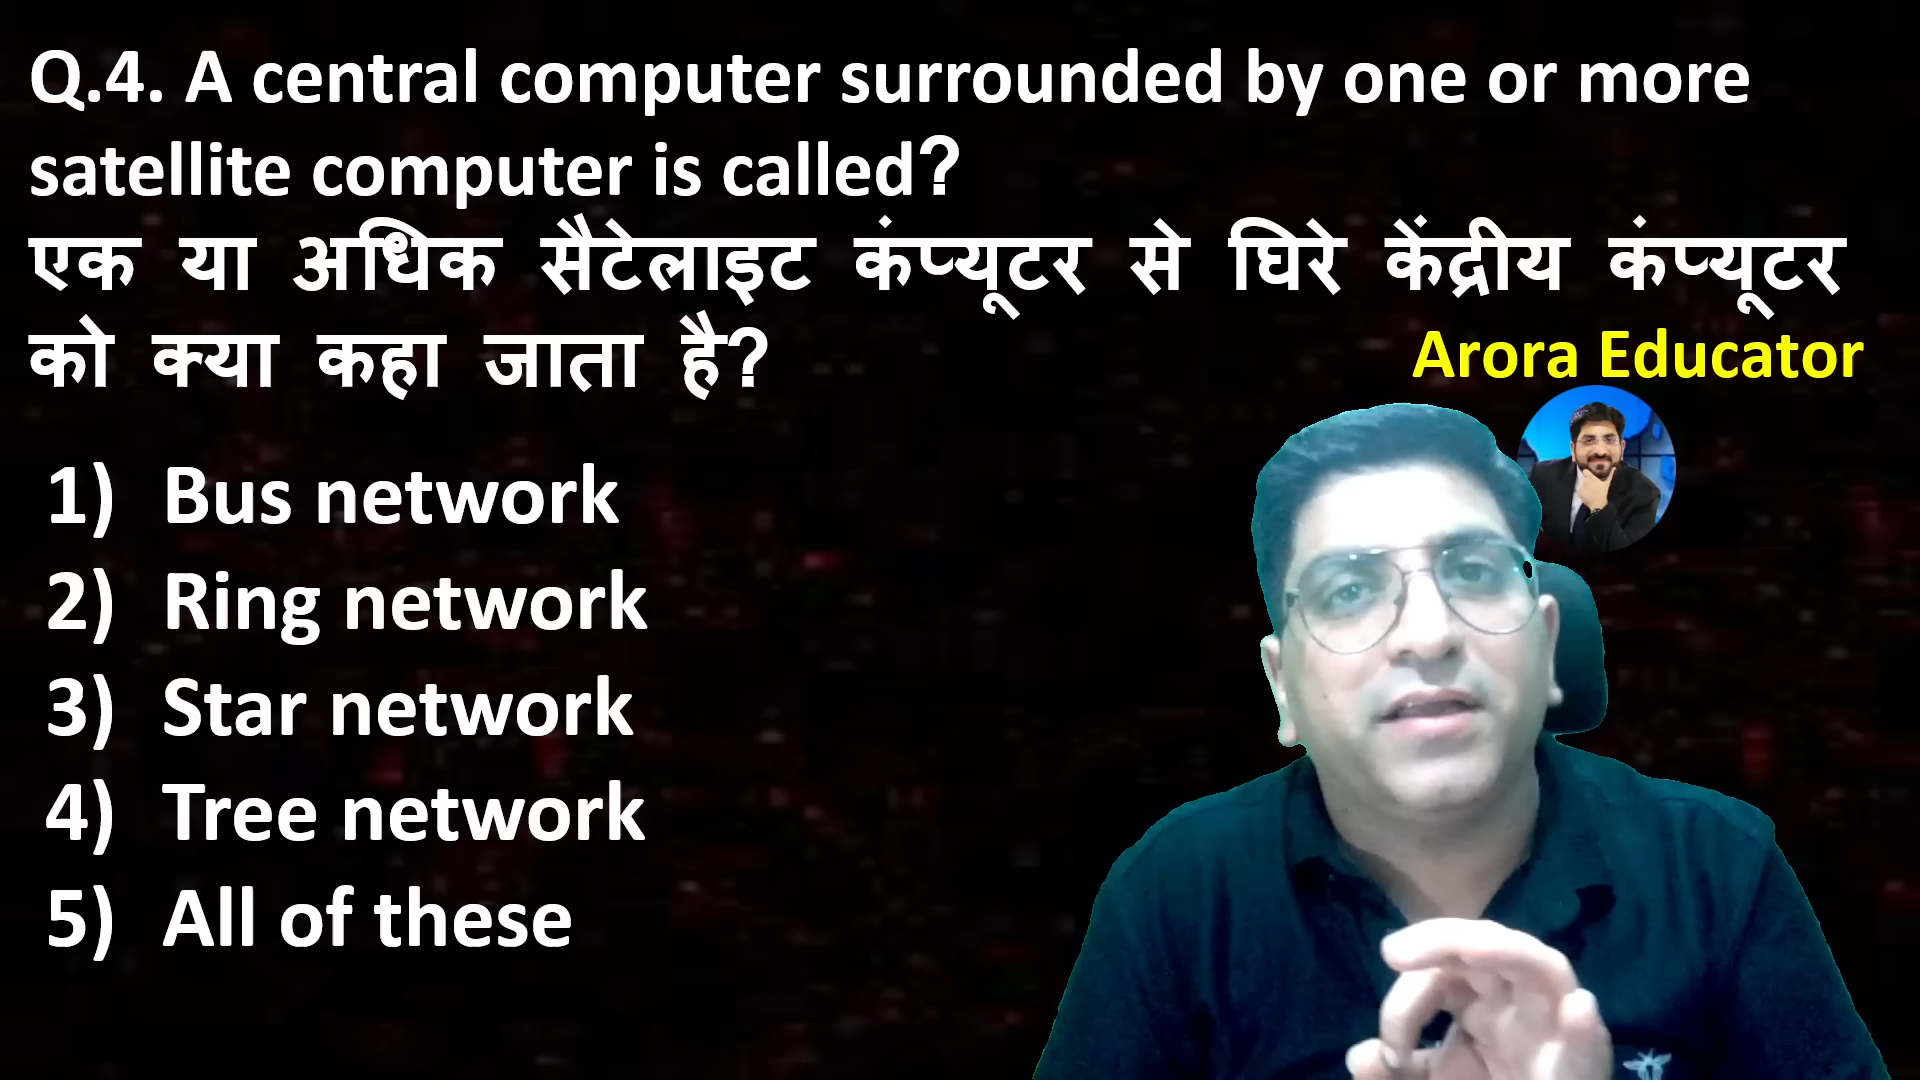 Q.4. A central computer surrounded by one or more
satellite computer is called?
एक या अधिक सैटेलाइट कंप्यूटर से घिरे केंद्रीय कंप्यूटर
को क्या कहा जाता है?
Arora Educator
1) Bus network
2) Ring network
3) Star network
4) Tree network
5) All of these